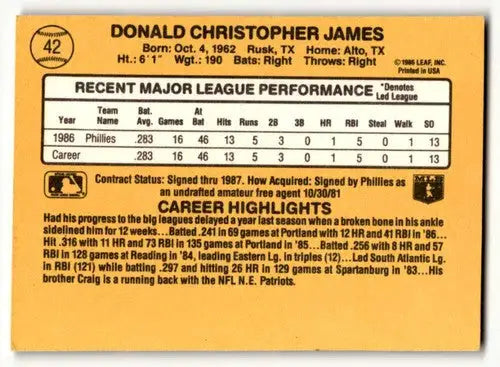 42
DONALD CHRISTOPHER JAMES
Born: Oct. 4, 1962 Rusk, TX Home: Alto, TX
Ht.: 6'1" Wgt.: 190 Bats: Right Throws: Right
©1986 LEAF, INC.
Printed in USA
RECENT MAJOR LEAGUE PERFORMANCE *Denotes Led League
Year Team Name Bat. Avg. Games At Bat Hits Runs 2B 3B HR RBI Steal Walk SO
1986 Phillies .283 16 46 13 5 3 0 1 5 0 1 13
Career .283 16 46 13 5 3 0 1 5 0 1 13
Contract Status: Signed thru 1987. How Acquired: Signed by Phillies as
an undrafted amateur free agent 10/30/81
CAREER HIGHLIGHTS
Had his progress to the big leagues delayed a year last season when a broken bone in his ankle
sidelined him for 12 weeks...Batted .241 in 69 games at Portland with 12 HR and 41 RBI in '86...
Hit .316 with 11 HR and 73 RBI in 135 games at Portland in '85...Batted .256 with 8 HR and 57
RBI in 128 games at Reading in '84, leading Eastern Lg. in triples (12)...Led South Atlantic Lg.
in RBI (121) while batting .297 and hitting 26 HR in 129 games at Spartanburg in '83...His
brother Craig is a running back with the NFL N.E. Patriots.